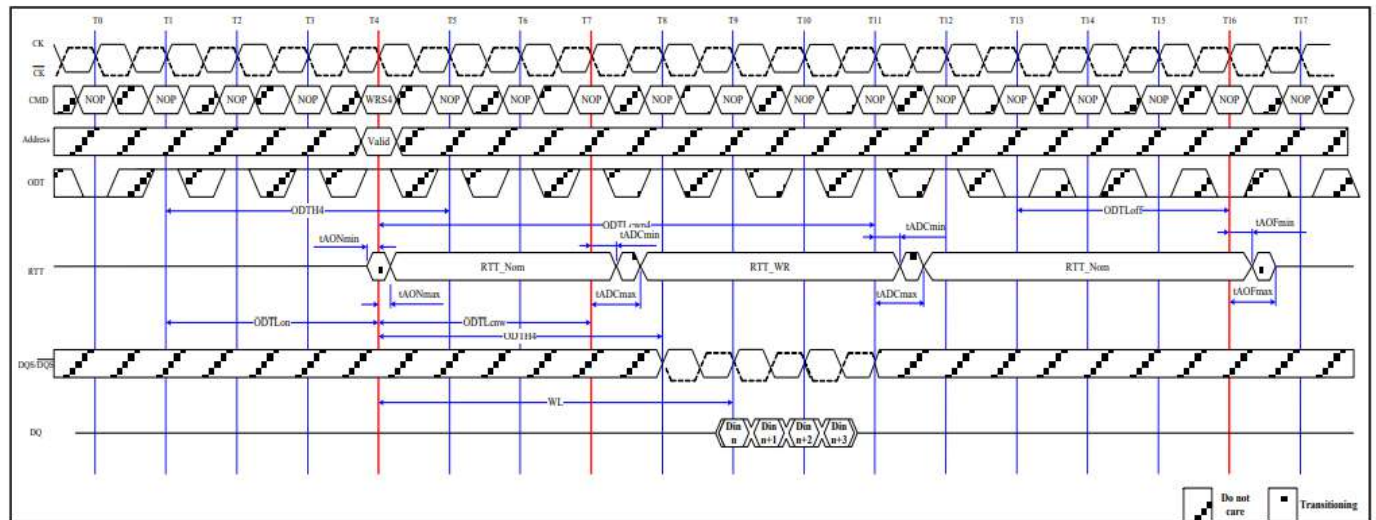 T0 T1 T2 T3 T4 T5 T6 T7 T8 T9 T10 T11 T12 T13 T14 T15 T16 T17
CK
CK
CMD NOP NOP NOP NOP WRS4 NOP NOP NOP NOP NOP NOP NOP NOP NOP NOP NOP NOP NOP
Address Valid
ODT
ODTH4 ODTLcwn4 ODTLoff
tAONmin tADCmin tADCmin tAOFmin
RTT RTT_Nom RTT_WR RTT_Nom
tAONmax tADCmax tADCmax tAOFmax
ODTLon ODTLcnw
ODTH4
DQS/DQS
WL
DQ Din n Din n+1 Din n+2 Din n+3
Do not care Transitioning